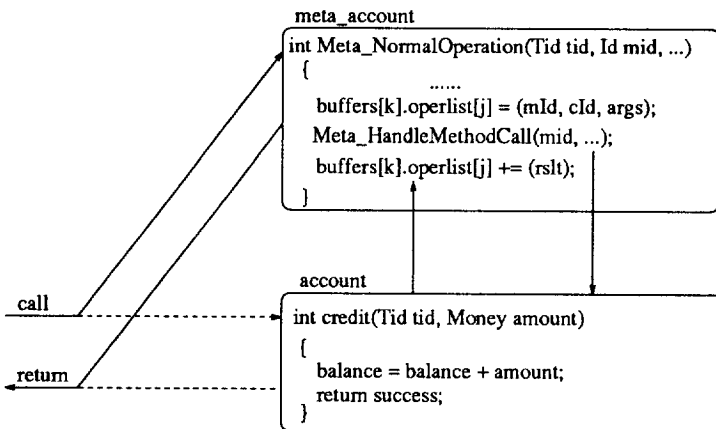 meta_account
int Meta_NormalOperation(Tid tid, Id mid, ...)
{
......
buffers[k].operlist[j] = (mId, cId, args);
Meta_HandleMethodCall(mid, ...);
buffers[k].operlist[j] += (rslt);
}
account
call
int credit(Tid tid, Money amount)
{
return
balance = balance + amount;
return success;
}